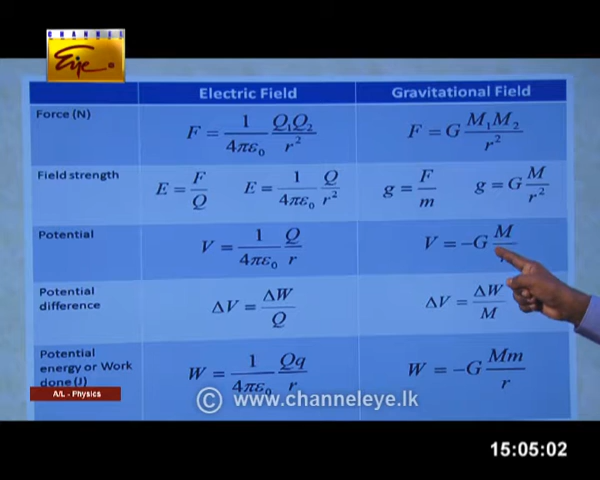 CHANNEL
Eye
Electric Field Gravitational Field
Force (N) F = 1/4πε₀ Q₁Q₂/r² F = G M₁M₂/r²
Field strength E = F/Q E = 1/4πε₀ Q/r² g = F/m g = G M/r²
Potential V = 1/4πε₀ Q/r V = −G M/
Potential
difference ΔV = ΔW/Q ΔV = ΔW/M
Potential
energy or Work
done (J) W = 1/4πε₀ Qq/r W = −G Mm/r
A/L - Physics
© www.channeleye.lk
15:05:02